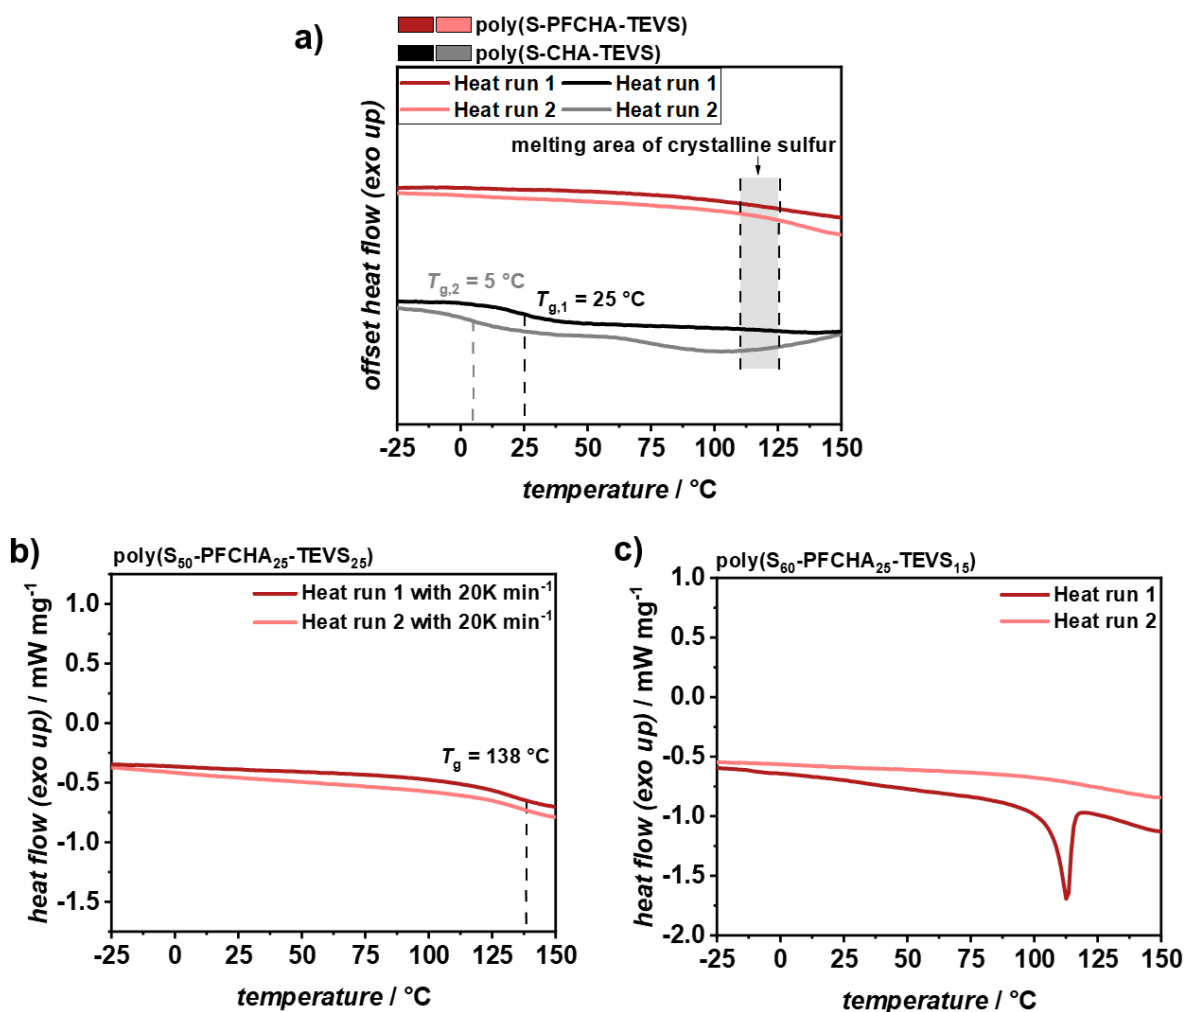 a)
poly(S-PFCHA-TEVS)
poly(S-CHA-TEVS)
Heat run 1 Heat run 1
Heat run 2 Heat run 2
melting area of crystalline sulfur
offset heat flow (exo up)
Tg,2 = 5 °C
Tg,1 = 25 °C
-25 0 25 50 75 100 125 150
temperature / °C
b)
poly(S50-PFCHA25-TEVS25)
Heat run 1 with 20K min-1
Heat run 2 with 20K min-1
heat flow (exo up) / mW mg-1
1.0
0.5
0.0
-0.5
-1.0
-1.5
Tg = 138 °C
-25 0 25 50 75 100 125 150
temperature / °C
c)
poly(S60-PFCHA25-TEVS15)
Heat run 1
Heat run 2
heat flow (exo up) / mW mg-1
1.0
0.5
0.0
-0.5
-1.0
-1.5
-2.0
-25 0 25 50 75 100 125 150
temperature / °C